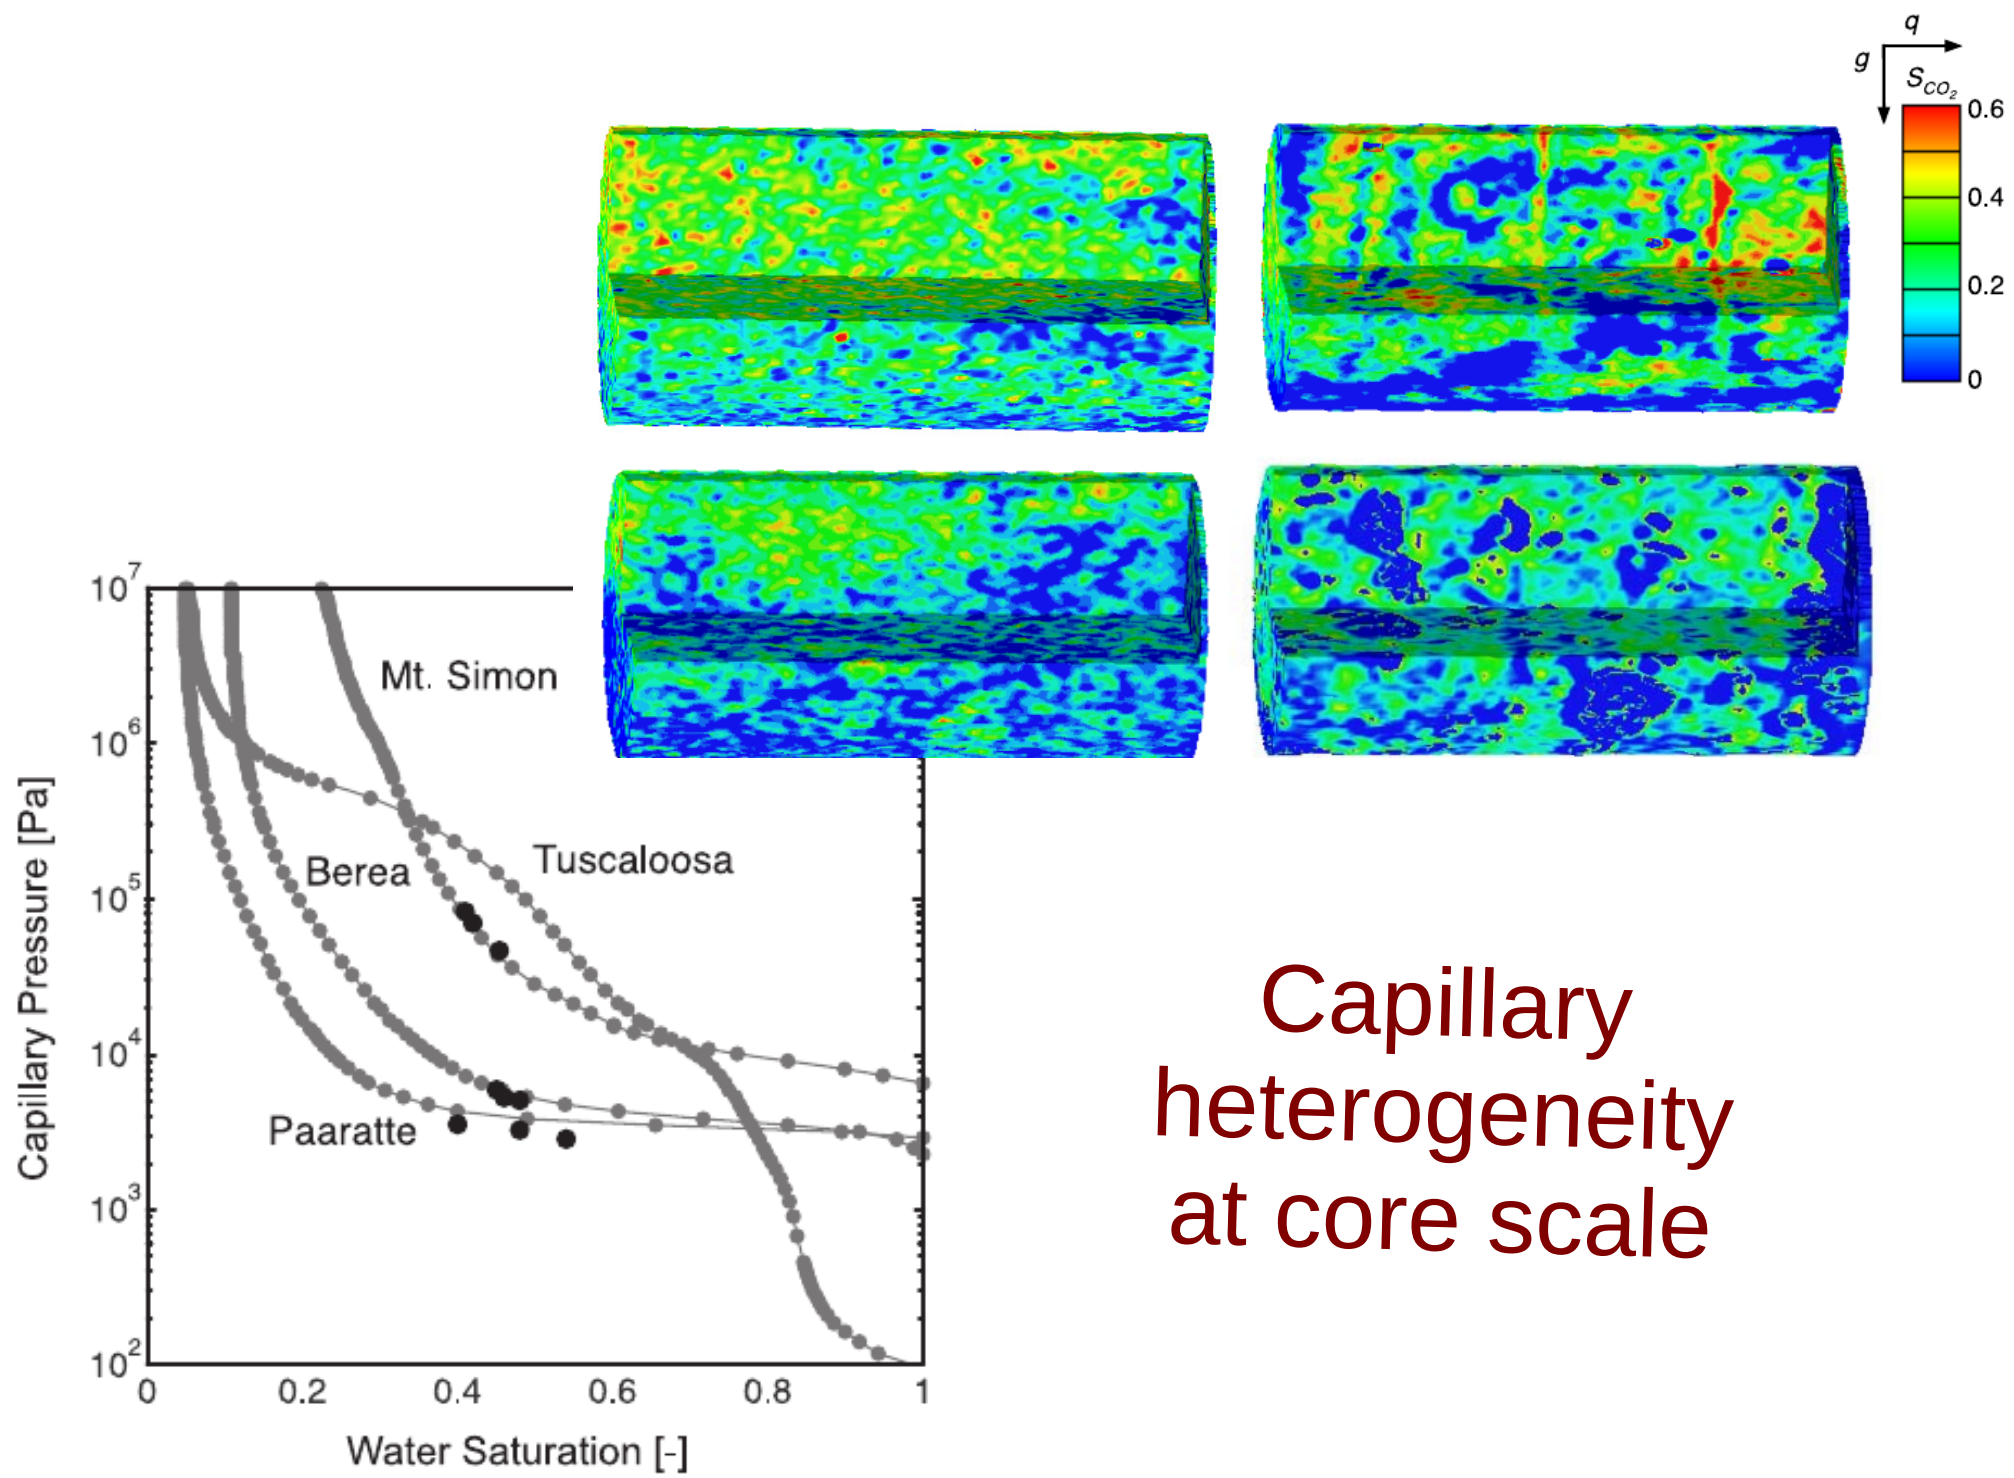 q
g
S_CO₂
0.6
0.4
0.2
0
10⁷
10⁶
10⁵
10⁴
10³
10²
Capillary Pressure [Pa]
Mt. Simon
Tuscaloosa
Berea
Paaratte
0 0.2 0.4 0.6 0.8 1
Water Saturation [-]
Capillary
heterogeneity
at core scale